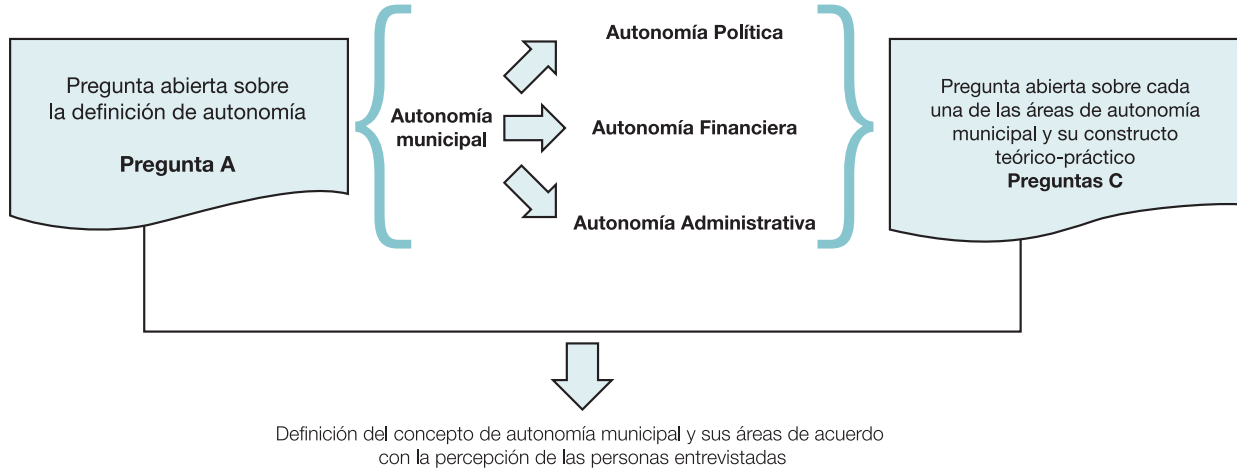 Pregunta abierta sobre
la definición de autonomía
Pregunta A
Autonomía
municipal
Autonomía Política
Autonomía Financiera
Autonomía Administrativa
Pregunta abierta sobre cada
una de las áreas de autonomía
municipal y su constructo
teórico-práctico
Preguntas C
Definición del concepto de autonomía municipal y sus áreas de acuerdo
con la percepción de las personas entrevistadas